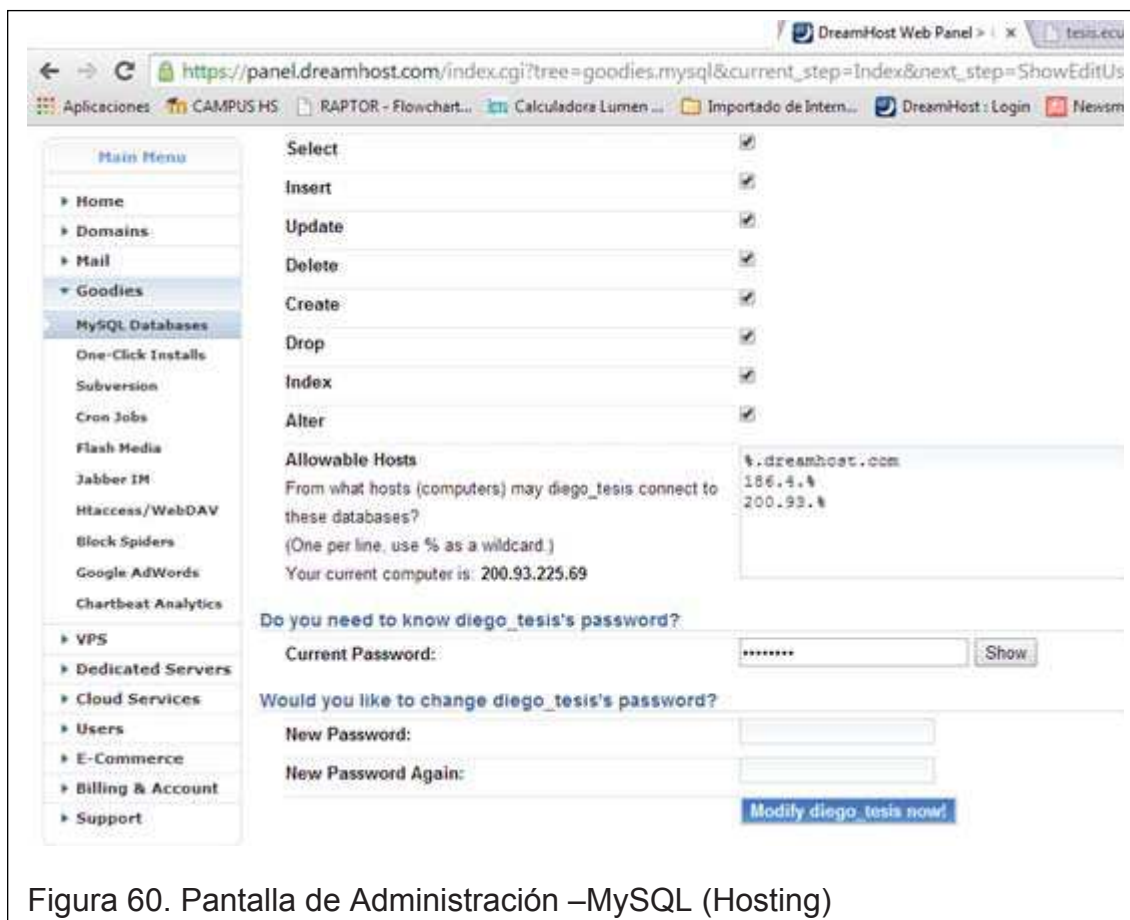 DreamHost Web Panel >
tesis.ecu
https://panel.dreamhost.com/index.cgi?tree=goodies.mysql&current_step=Index&next_step=ShowEditUs
Aplicaciones CAMPUS HS RAPTOR - Flowchart... Calculadora Lumen ... Importado de Intern... DreamHost : Login Newsm
Main Menu
Home
Domains
Mail
Goodies
MySQL Databases
One-Click Installs
Subversion
Cron Jobs
Flash Media
Jabber IM
Htaccess/WebDAV
Block Spiders
Google AdWords
Chartbeat Analytics
VPS
Dedicated Servers
Cloud Services
Users
E-Commerce
Billing & Account
Support
Select
Insert
Update
Delete
Create
Drop
Index
Alter
Allowable Hosts
From what hosts (computers) may diego_tesis connect to
these databases?
(One per line, use % as a wildcard.)
Your current computer is: 200.93.225.69
%.dreamhost.com
186.4.%
200.93.%
Do you need to know diego_tesis's password?
Current Password:
•••••••• Show
Would you like to change diego_tesis's password?
New Password:
New Password Again:
Modify diego_tesis now!
Figura 60. Pantalla de Administración –MySQL (Hosting)